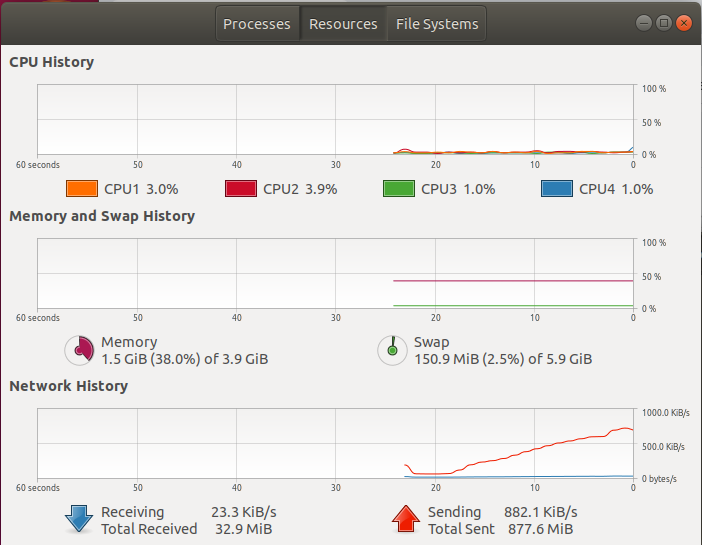 Processes Resources File Systems
CPU History
100 %
50 %
0 %
60 seconds 50 40 30 20 10 0
CPU1 3.0% CPU2 3.9% CPU3 1.0% CPU4 1.0%
Memory and Swap History
100 %
50 %
0 %
60 seconds 50 40 30 20 10 0
Memory Swap
1.5 GiB (38.0%) of 3.9 GiB 150.9 MiB (2.5%) of 5.9 GiB
Network History
1000.0 KiB/s
500.0 KiB/s
0 bytes/s
60 seconds 50 40 30 20 10 0
Receiving 23.3 KiB/s Sending 882.1 KiB/s
Total Received 32.9 MiB Total Sent 877.6 MiB